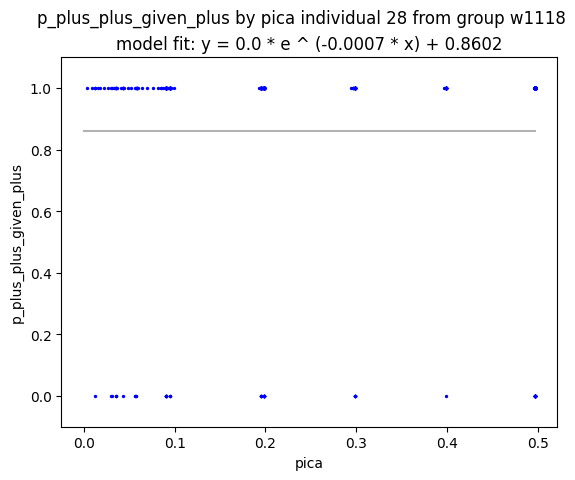 p_plus_plus_given_plus by pica individual 28 from group w1118
model fit: y = 0.0 * e ^ (-0.0007 * x) + 0.8602
1.0
0.8
0.6
0.4
0.2
0.0
p_plus_plus_given_plus
0.0 0.1 0.2 0.3 0.4 0.5
pica